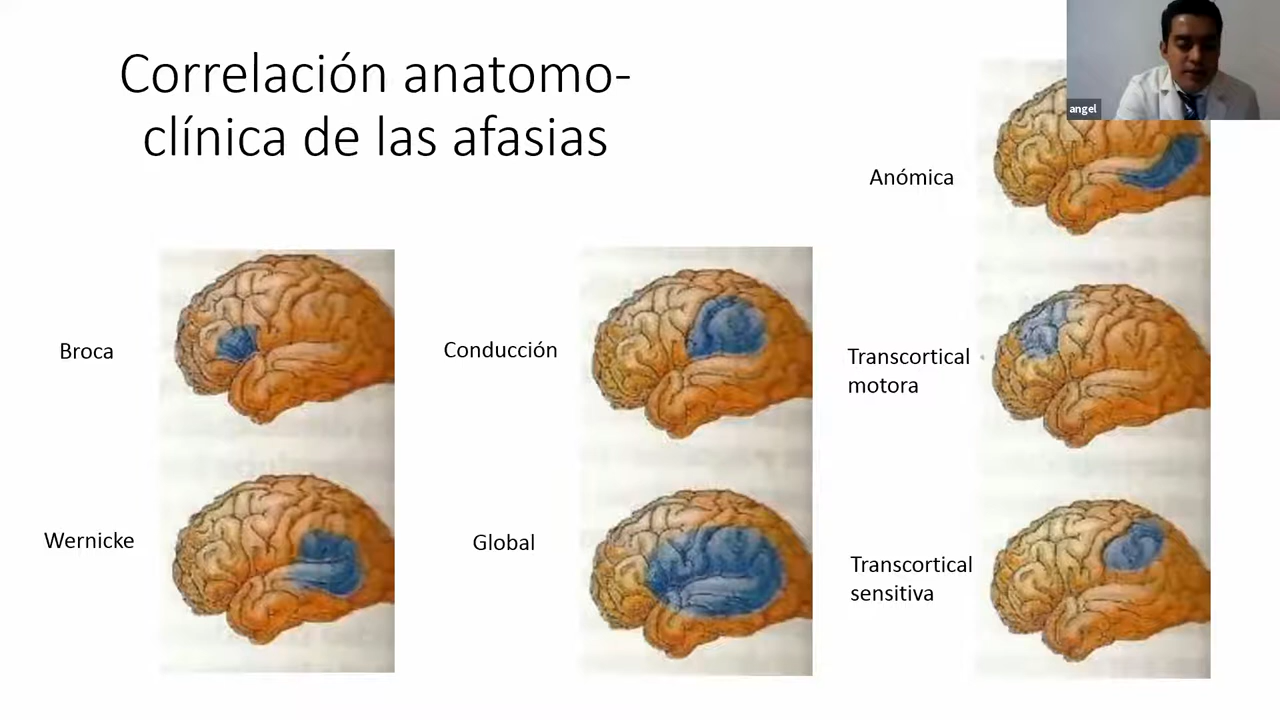 Correlación anatomo-
clínica de las afasias
angel
Anómica
Broca
Conducción
Transcortical
motora
Wernicke
Global
Transcortical
sensitiva